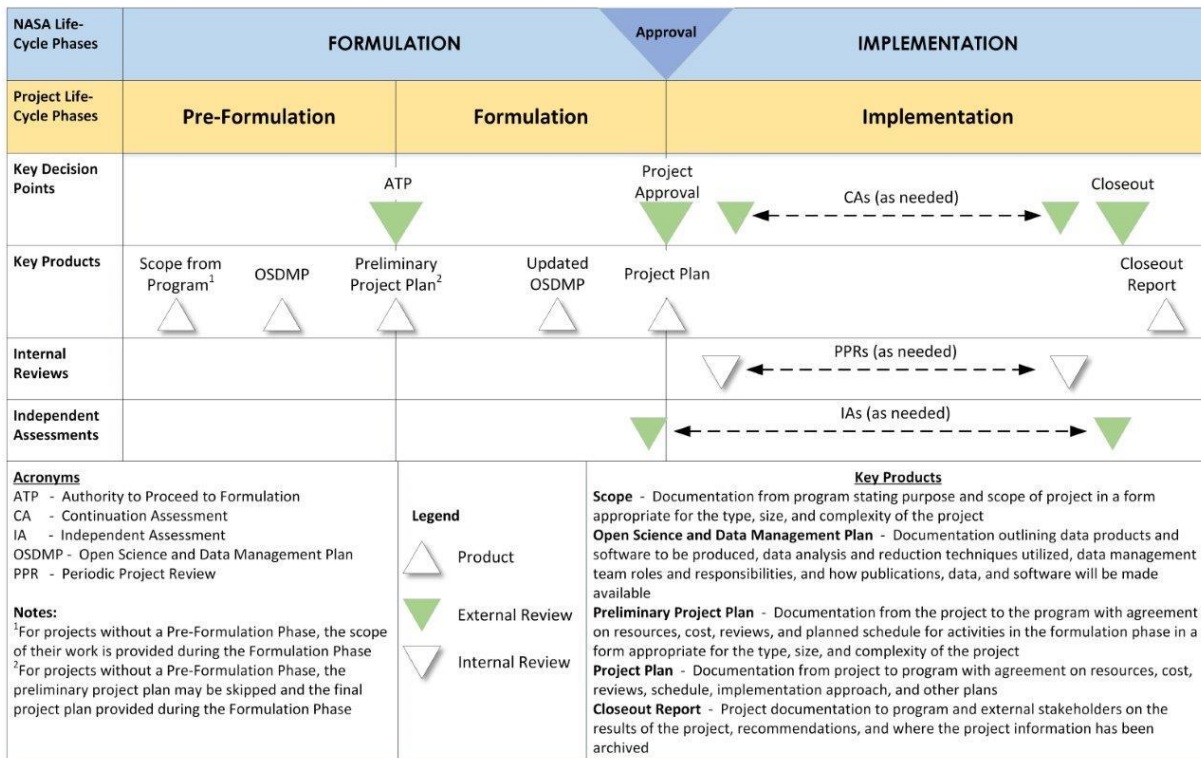 NASA Life-
Cycle Phases
FORMULATION
Approval
IMPLEMENTATION
Project Life-
Cycle Phases
Pre-Formulation
Formulation
Implementation
Key Decision
Points
ATP
Project
Approval
CAs (as needed)
Closeout
Key Products
Scope from
Program1
OSDMP
Preliminary
Project Plan2
Updated
OSDMP
Project Plan
Closeout
Report
Internal
Reviews
PPRs (as needed)
Independent
Assessments
IAs (as needed)
Acronyms
ATP - Authority to Proceed to Formulation
CA - Continuation Assessment
IA - Independent Assessment
OSDMP - Open Science and Data Management Plan
PPR - Periodic Project Review
Notes:
1For projects without a Pre-Formulation Phase, the scope
of their work is provided during the Formulation Phase
2For projects without a Pre-Formulation Phase, the
preliminary project plan may be skipped and the final
project plan provided during the Formulation Phase
Legend
Product
External Review
Internal Review
Key Products
Scope - Documentation from program stating purpose and scope of project in a form
appropriate for the type, size, and complexity of the project
Open Science and Data Management Plan - Documentation outlining data products and
software to be produced, data analysis and reduction techniques utilized, data management
team roles and responsibilities, and how publications, data, and software will be made
available
Preliminary Project Plan - Documentation from the project to the program with agreement
on resources, cost, reviews, and planned schedule for activities in the formulation phase in a
form appropriate for the type, size, and complexity of the project
Project Plan - Documentation from project to program with agreement on resources, cost,
reviews, schedule, implementation approach, and other plans
Closeout Report - Project documentation to program and external stakeholders on the
results of the project, recommendations, and where the project information has been
archived